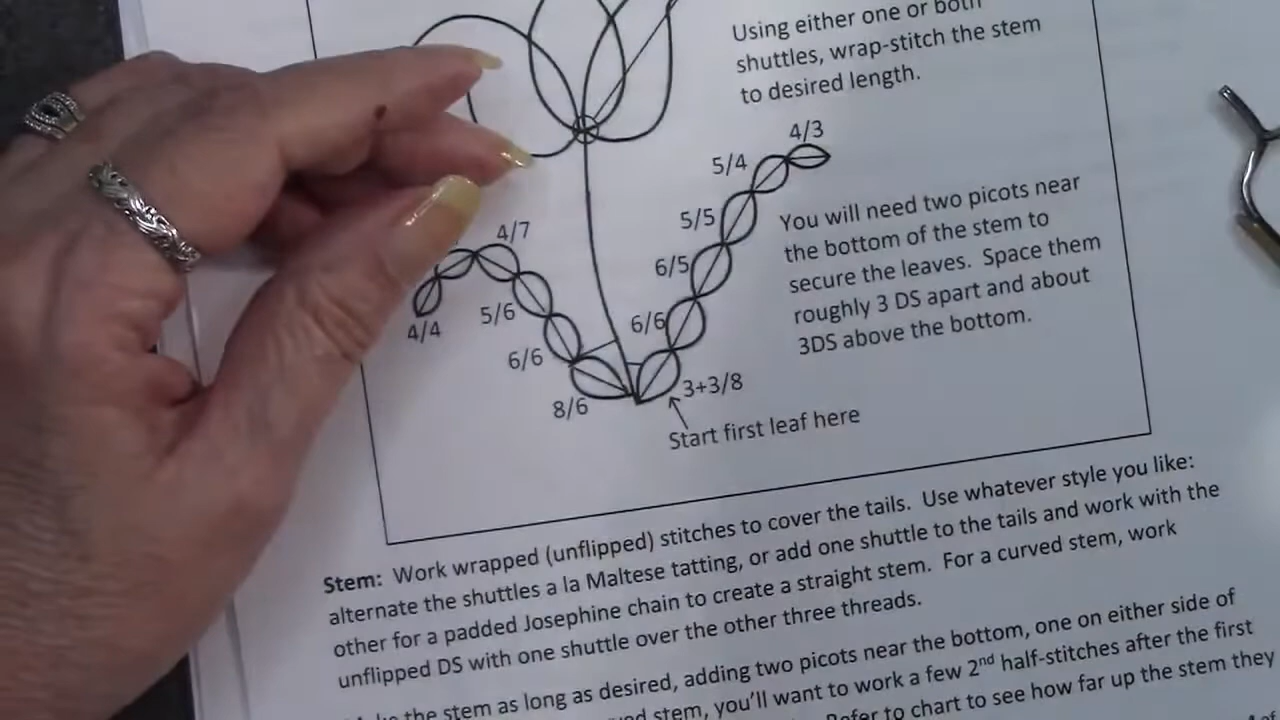 Using either one or both
shuttles, wrap-stitch the stem
to desired length.
4/3
5/4
5/5
6/5
6/6
3+3/8
Start first leaf here
4/7
5/6
4/4
6/6
8/6
You will need two picots near
the bottom of the stem to
secure the leaves. Space them
roughly 3 DS apart and about
3DS above the bottom.
Stem: Work wrapped (unflipped) stitches to cover the tails. Use whatever style you like:
alternate the shuttles a la Maltese tatting, or add one shuttle to the tails and work with the
other for a padded Josephine chain to create a straight stem. For a curved stem, work
unflipped DS with one shuttle over the other three threads.
the stem as long as desired, adding two picots near the bottom, one on either side of
stem, you'll want to work a few 2nd half-stitches after the first
Refer to chart to see how far up the stem they